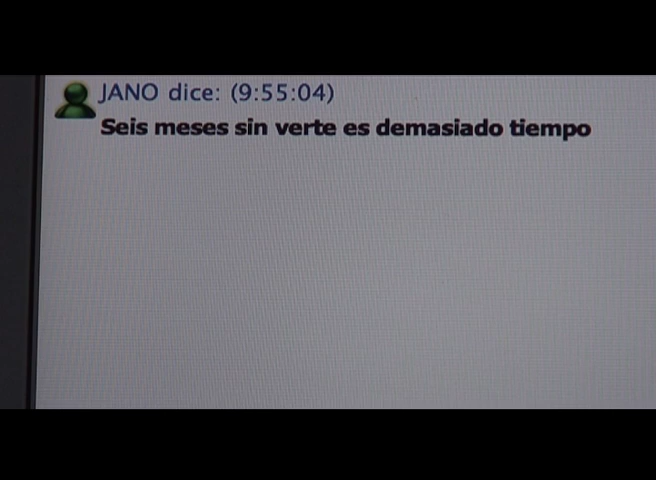 JANO dice: (9:55:04)
Seis meses sin verte es demasiado tiempo